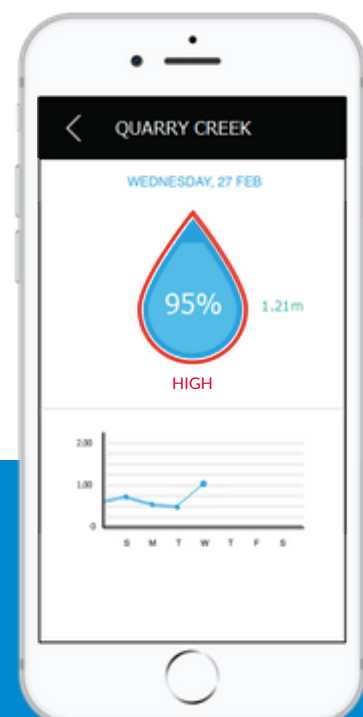 QUARRY CREEK
WEDNESDAY, 27 FEB
95%
1.21m
HIGH
2.00
1.00
0
S M T W T F S